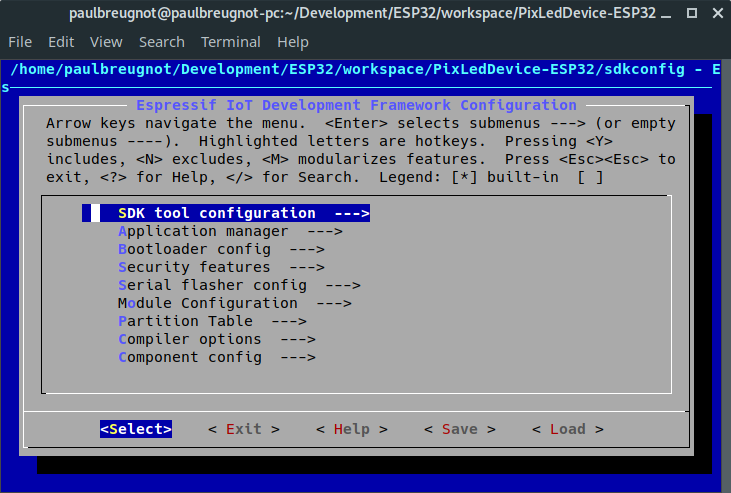 paulbreugnot@paulbreugnot-pc:~/Development/ESP32/workspace/PixLedDevice-ESP32
File Edit View Search Terminal Help
/home/paulbreugnot/Development/ESP32/workspace/PixLedDevice-ESP32/sdkconfig - E
s
Espressif IoT Development Framework Configuration
Arrow keys navigate the menu. <Enter> selects submenus ---> (or empty
submenus ----). Highlighted letters are hotkeys. Pressing <Y>
includes, <N> excludes, <M> modularizes features. Press <Esc><Esc> to
exit, <?> for Help, </> for Search. Legend: [*] built-in [ ]
SDK tool configuration --->
Application manager --->
Bootloader config --->
Security features --->
Serial flasher config --->
Module Configuration --->
Partition Table --->
Compiler options --->
Component config --->
<Select> < Exit > < Help > < Save > < Load >